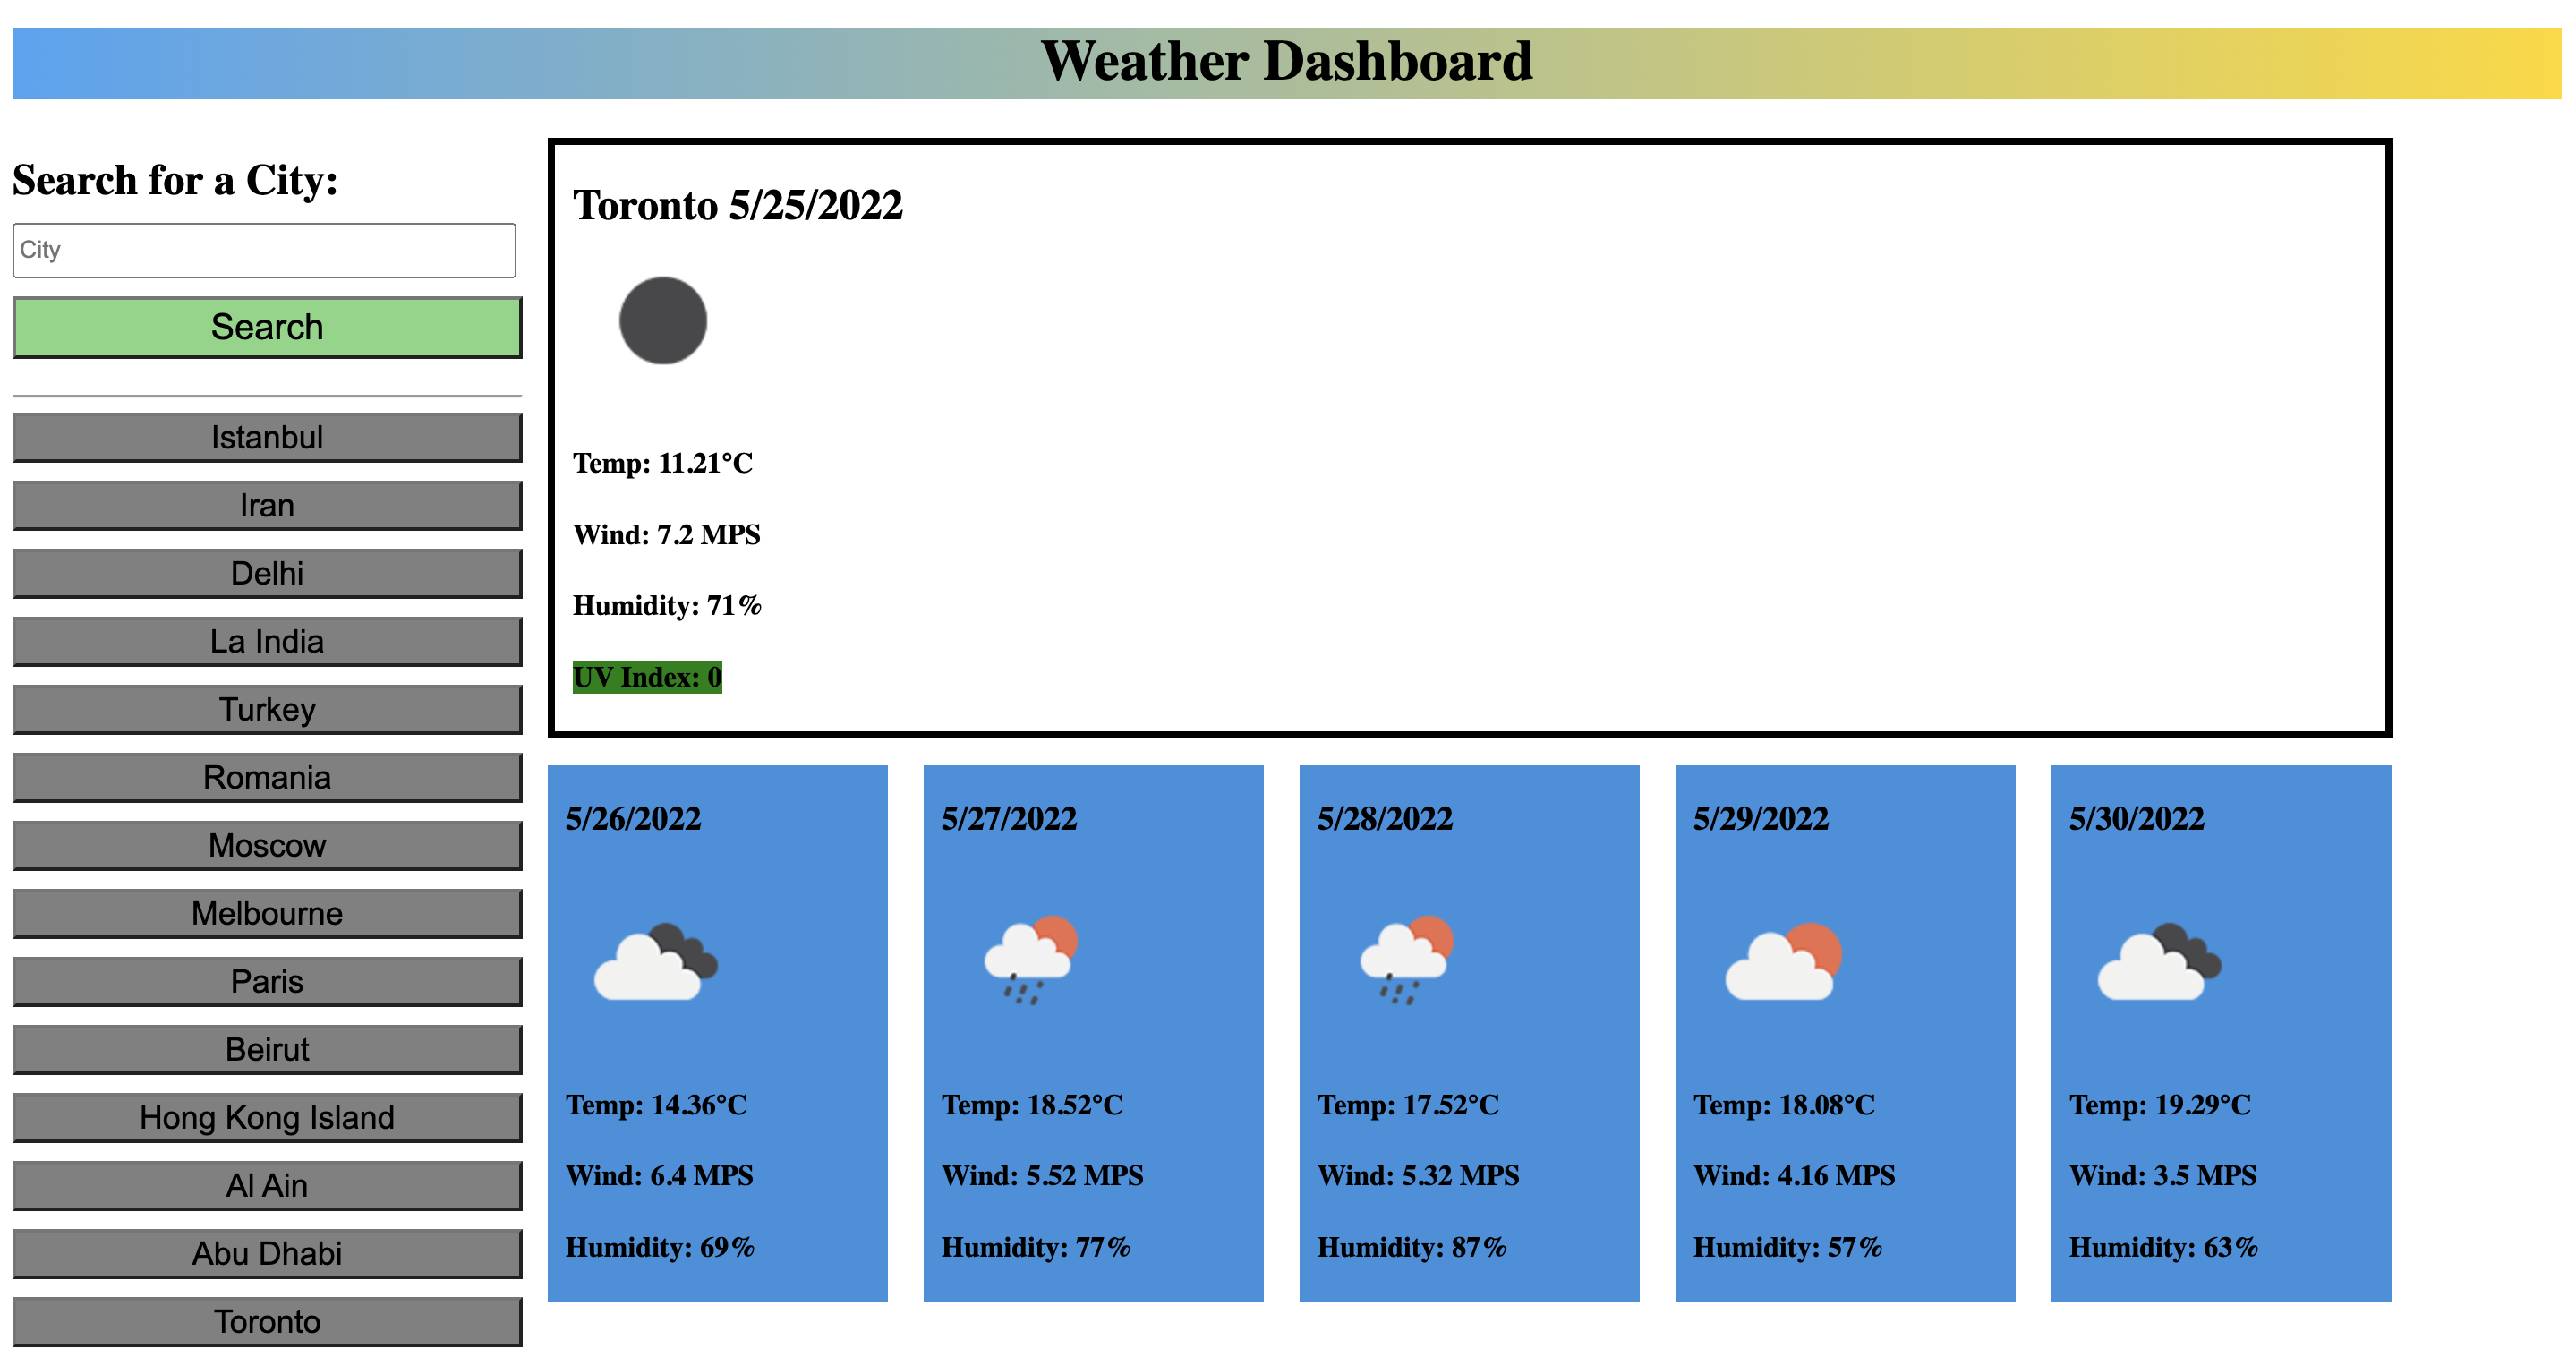 Weather Dashboard
Search for a City:
City
Search
Istanbul
Iran
Delhi
La India
Turkey
Romania
Moscow
Melbourne
Paris
Beirut
Hong Kong Island
Al Ain
Abu Dhabi
Toronto
Toronto 5/25/2022
Temp: 11.21°C
Wind: 7.2 MPS
Humidity: 71%
UV Index: 0
5/26/2022
Temp: 14.36°C
Wind: 6.4 MPS
Humidity: 69%
5/27/2022
Temp: 18.52°C
Wind: 5.52 MPS
Humidity: 77%
5/28/2022
Temp: 17.52°C
Wind: 5.32 MPS
Humidity: 87%
5/29/2022
Temp: 18.08°C
Wind: 4.16 MPS
Humidity: 57%
5/30/2022
Temp: 19.29°C
Wind: 3.5 MPS
Humidity: 63%